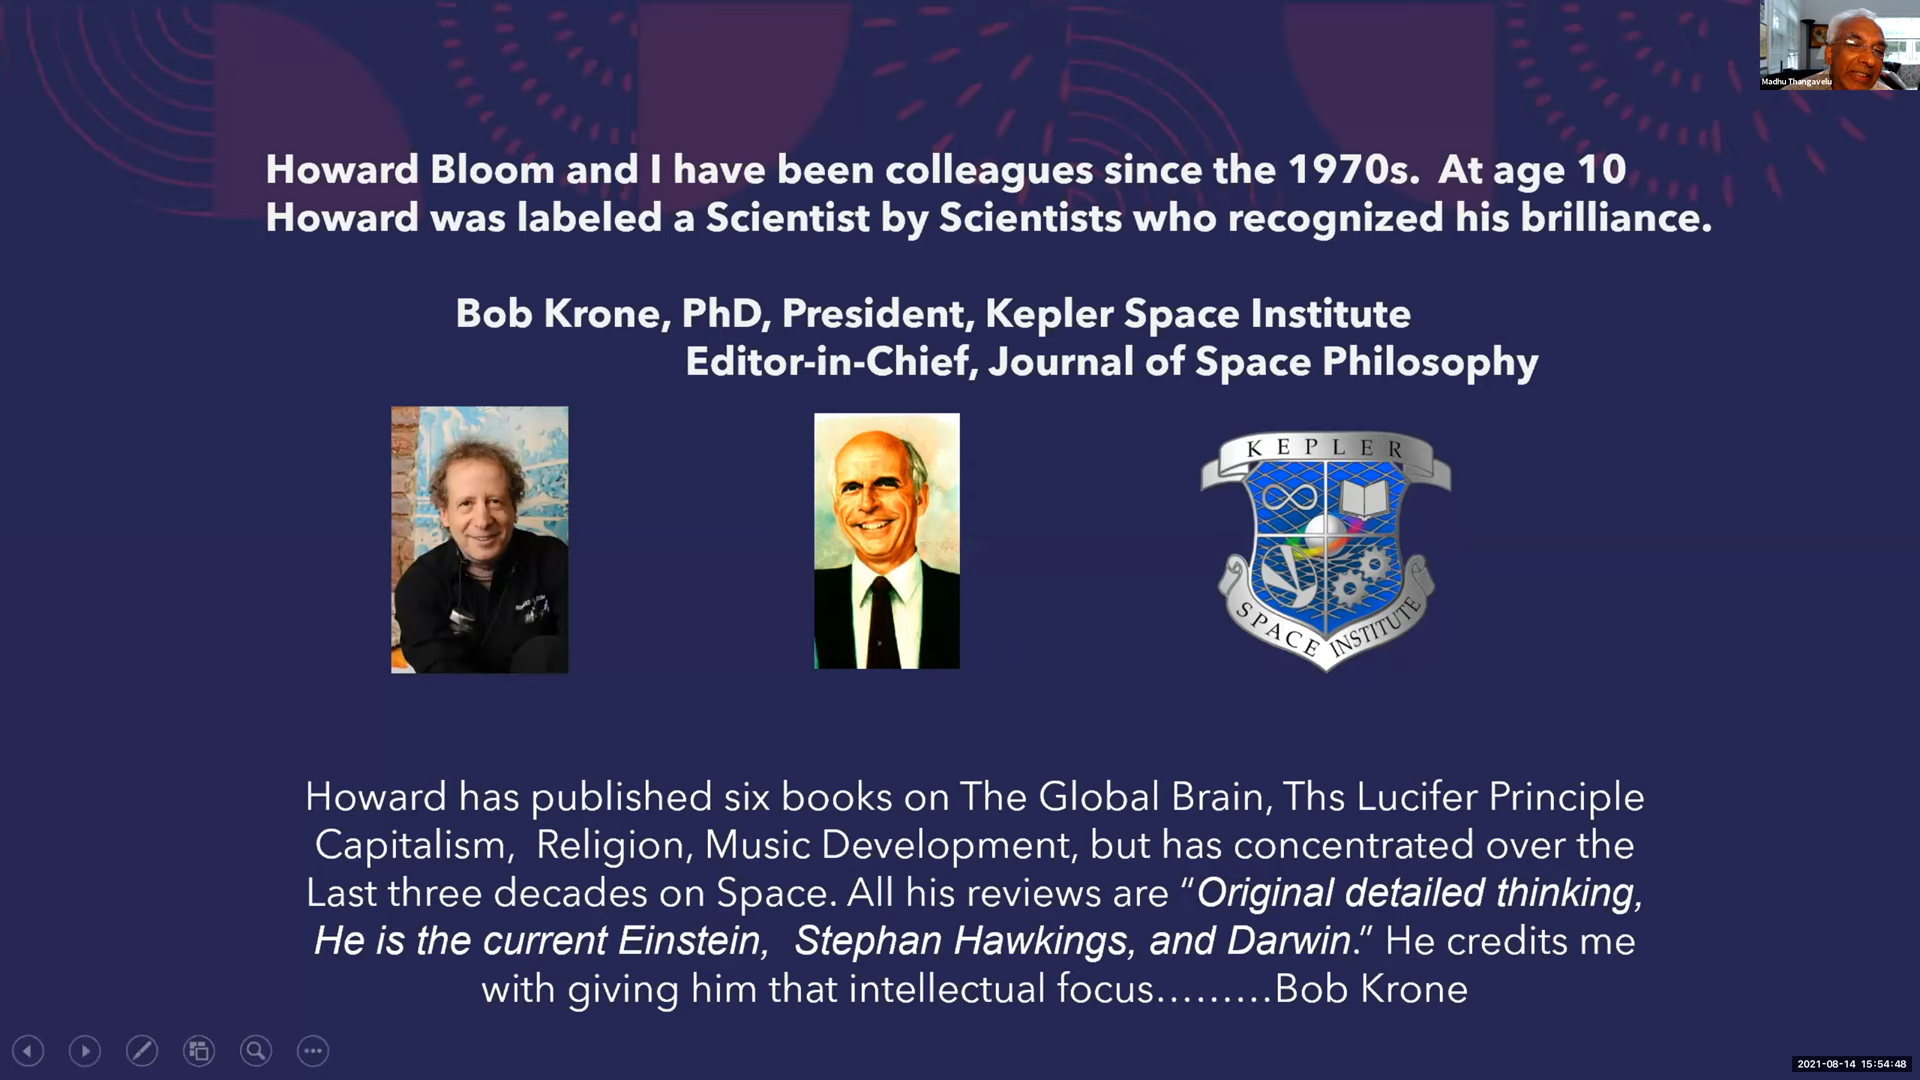 Madhu Thangavelu
Howard Bloom and I have been colleagues since the 1970s.  At age 10
Howard was labeled a Scientist by Scientists who recognized his brilliance.
Bob Krone, PhD, President, Kepler Space Institute
Editor-in-Chief, Journal of Space Philosophy
KEPLER
SPACE INSTITUTE
Howard has published six books on The Global Brain, Ths Lucifer Principle
Capitalism,  Religion, Music Development, but has concentrated over the
Last three decades on Space. All his reviews are “Original detailed thinking,
He is the current Einstein,  Stephan Hawkings, and Darwin.” He credits me
with giving him that intellectual focus………Bob Krone
2021-08-14 15:54:48